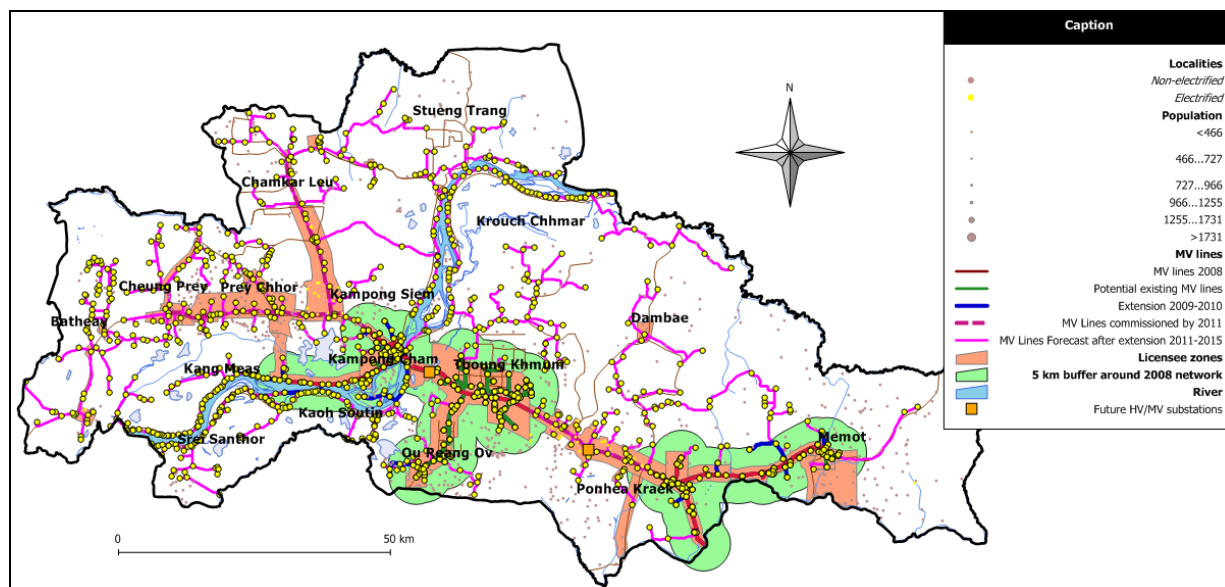 Caption
Localities
Non-electrified
Electrified
Population
<466
466...727
727...966
966...1255
1255...1731
>1731
MV lines
MV lines 2008
Potential existing MV lines
Extension 2009-2010
MV Lines commissioned by 2011
MV Lines Forecast after extension 2011-2015
Licensee zones
5 km buffer around 2008 network
River
Future HV/MV substations
N
Stueng Trang
Chamkar Leu
Krouch Chhmar
Cheung Prey
Prey Chhor
Kampong Siem
Batheay
Dambae
Kampong Cham
Tboung Khmum
Kang Meas
Kaoh Soutin
Srei Santhor
Ou Reang Ov
Memot
Ponhea Kraek
0
50 km